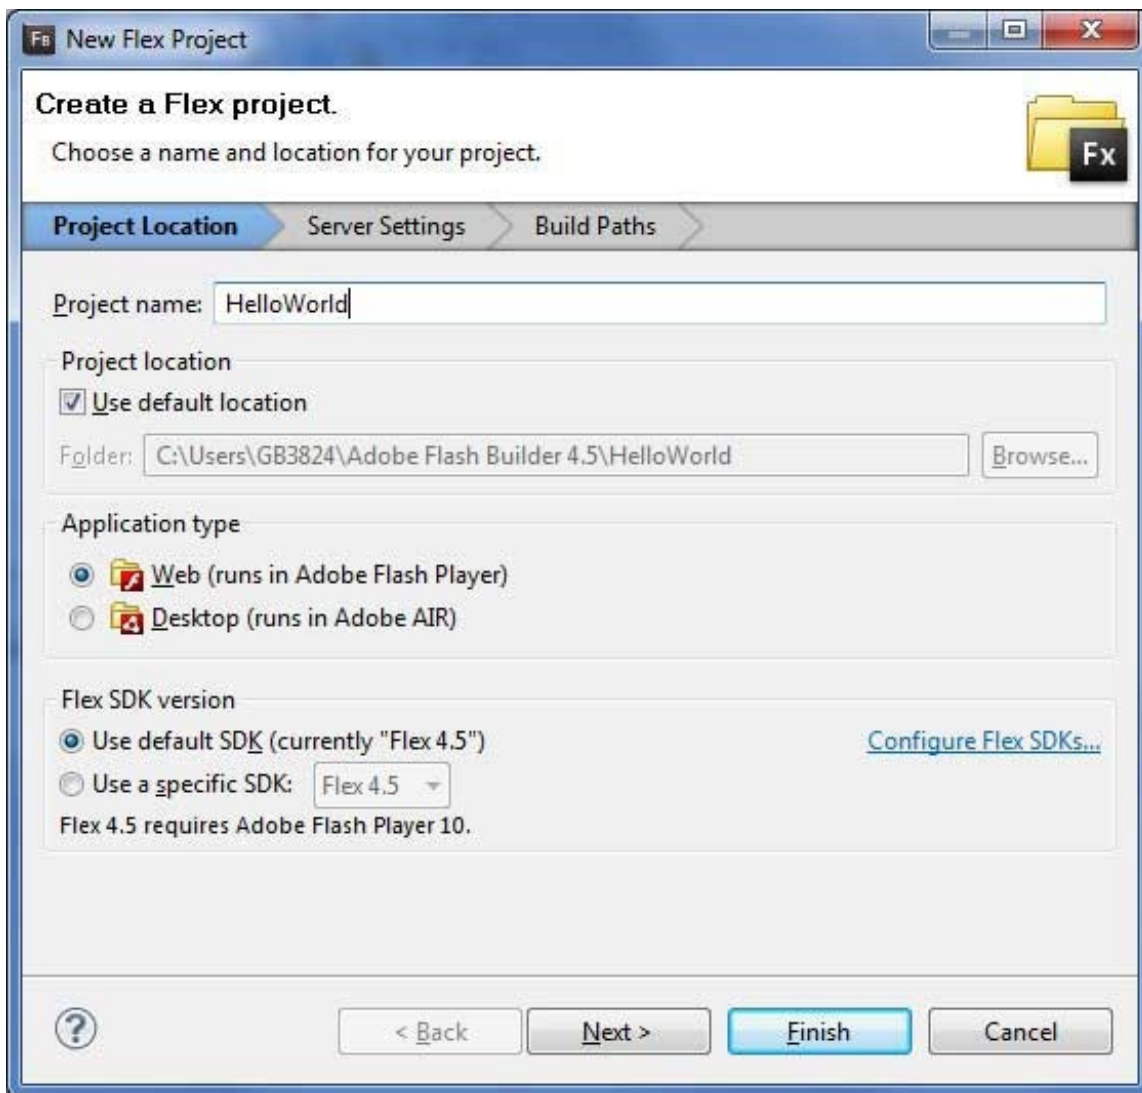 Fb New Flex Project
Create a Flex project.
Choose a name and location for your project.
Fx
Project Location Server Settings Build Paths
Project name: HelloWorld
Project location
Use default location
Folder: C:\Users\GB3824\Adobe Flash Builder 4.5\HelloWorld Browse...
Application type
Web (runs in Adobe Flash Player)
Desktop (runs in Adobe AIR)
Flex SDK version
Use default SDK (currently "Flex 4.5") Configure Flex SDKs...
Use a specific SDK: Flex 4.5
Flex 4.5 requires Adobe Flash Player 10.
? < Back Next > Finish Cancel